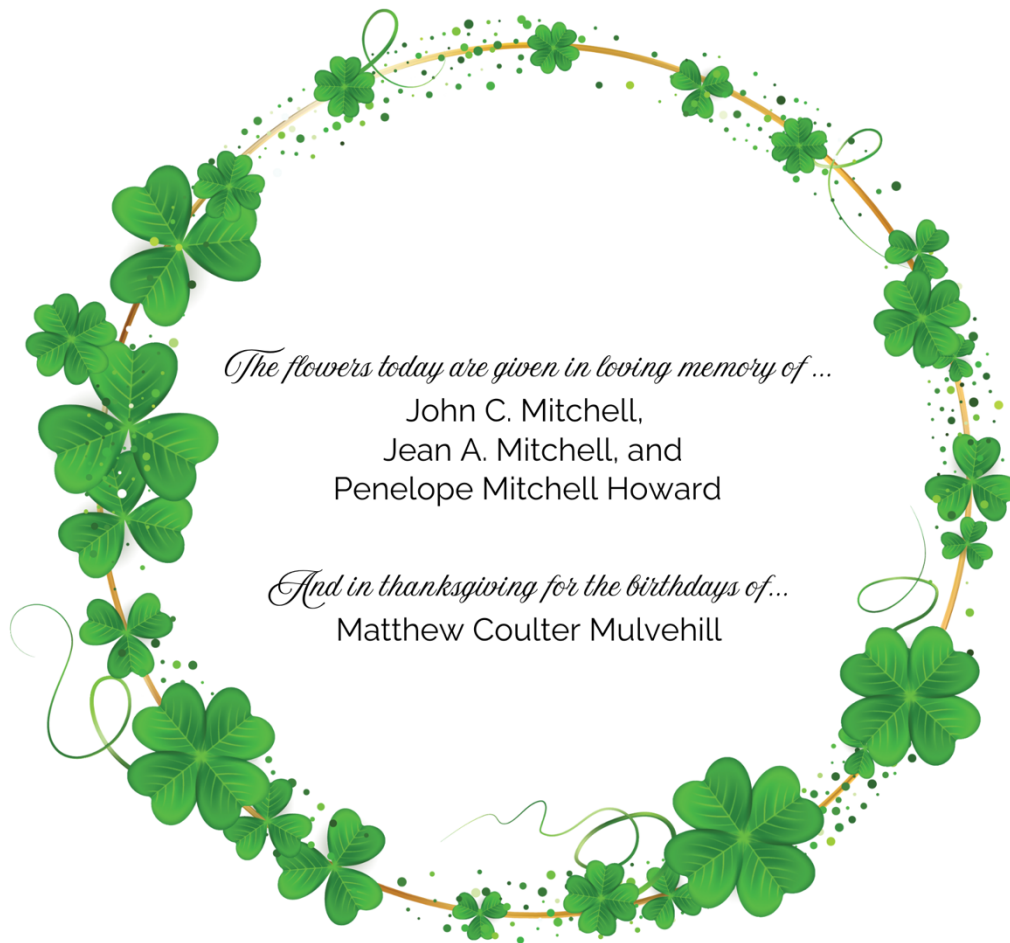 The flowers today are given in loving memory of ...
John C. Mitchell,
Jean A. Mitchell, and
Penelope Mitchell Howard
And in thanksgiving for the birthdays of...
Matthew Coulter Mulvehill